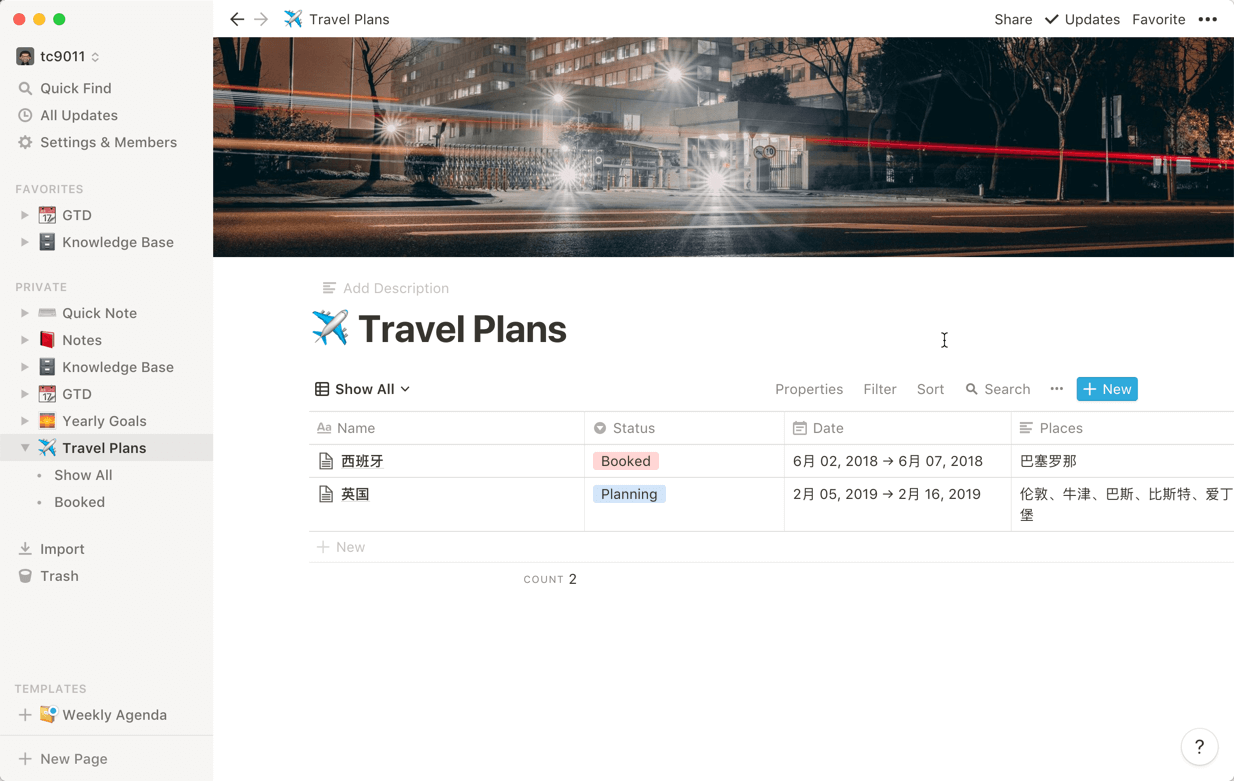 Travel Plans
Share Updates Favorite
tc9011
Quick Find
All Updates
Settings & Members
FAVORITES
GTD
Knowledge Base
PRIVATE
Quick Note
Notes
Knowledge Base
GTD
Yearly Goals
Travel Plans
Show All
Booked
Import
Trash
TEMPLATES
Weekly Agenda
New Page
Add Description
Travel Plans
Show All Properties Filter Sort Search New
Aa Name Status Date Places
西班牙 Booked 6月 02, 2018 → 6月 07, 2018 巴塞罗那
英国 Planning 2月 05, 2019 → 2月 16, 2019 伦敦、牛津、巴斯、比斯特、爱丁
堡
New
COUNT 2
?